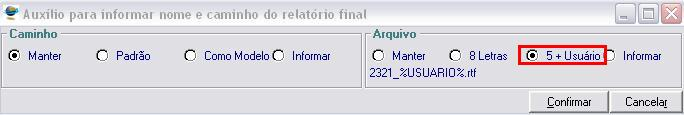 Auxílio para informar nome e caminho do relatório final
Caminho
Manter Padrão Como Modelo Informar
Arquivo
Manter 8 Letras 5 + Usuário Informar
2321_%USUARIO%.rtf
Confirmar Cancelar